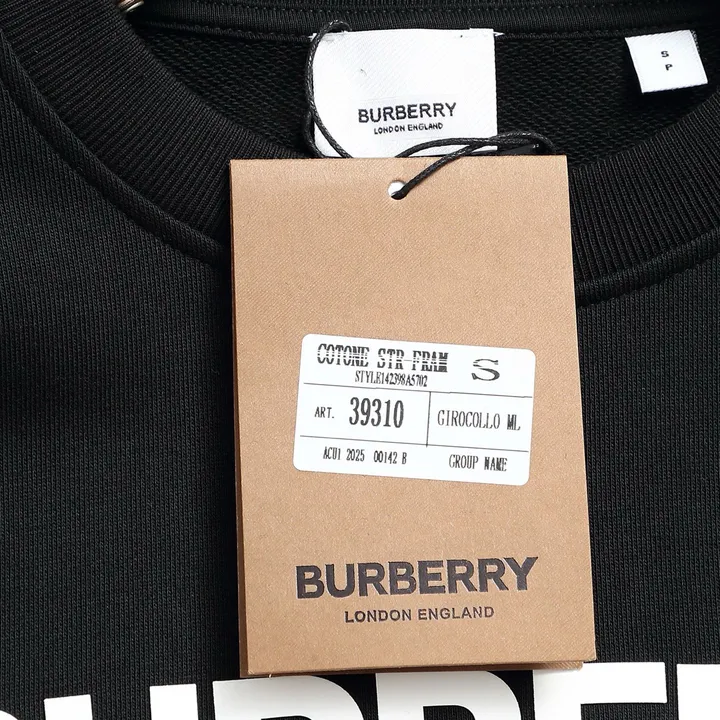 BURBERRY
LONDON ENGLAND
S
P
COTONE STR FRAM S
STYLE142398A5702
ART. 39310 GIROCOLLO ML
ACU1 2025 00142 B GROUP NAME
BURBERRY
LONDON ENGLAND